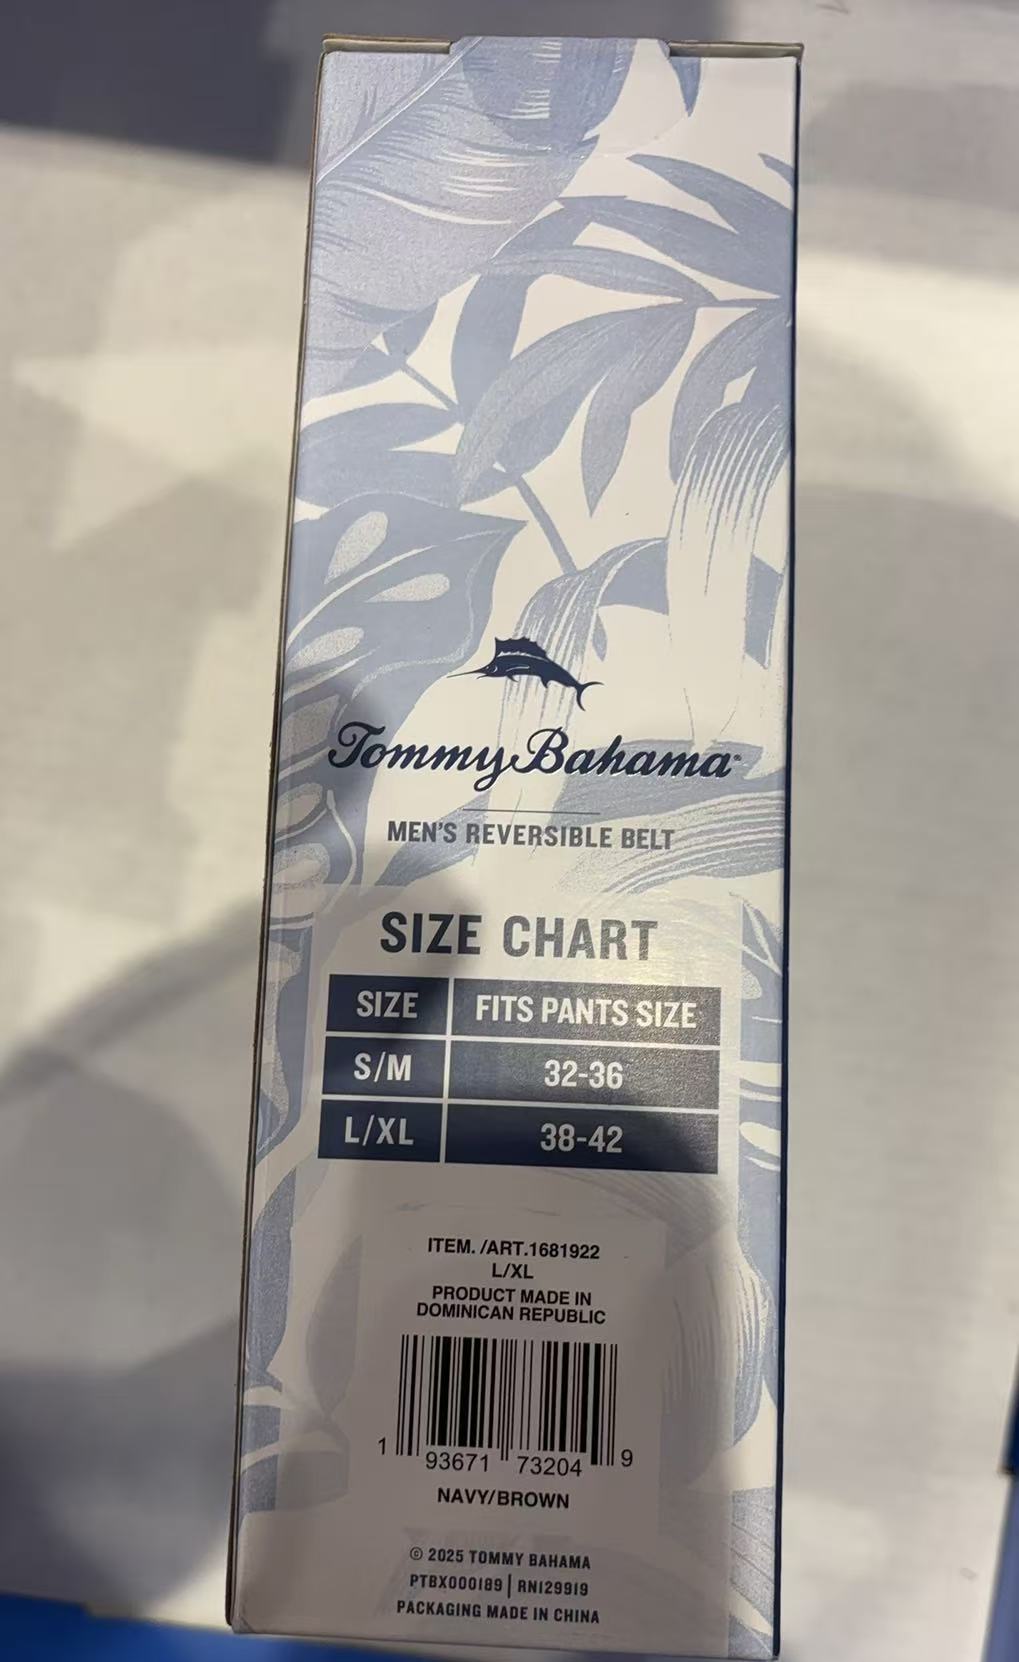 Tommy Bahama™
MEN'S REVERSIBLE BELT
SIZE CHART
SIZE FITS PANTS SIZE
S/M 32-36
L/XL 38-42
ITEM. /ART.1681922
L/XL
PRODUCT MADE IN
DOMINICAN REPUBLIC
1 93671 73204 9
NAVY/BROWN
© 2025 TOMMY BAHAMA
PTBX000189 | RN129919
PACKAGING MADE IN CHINA